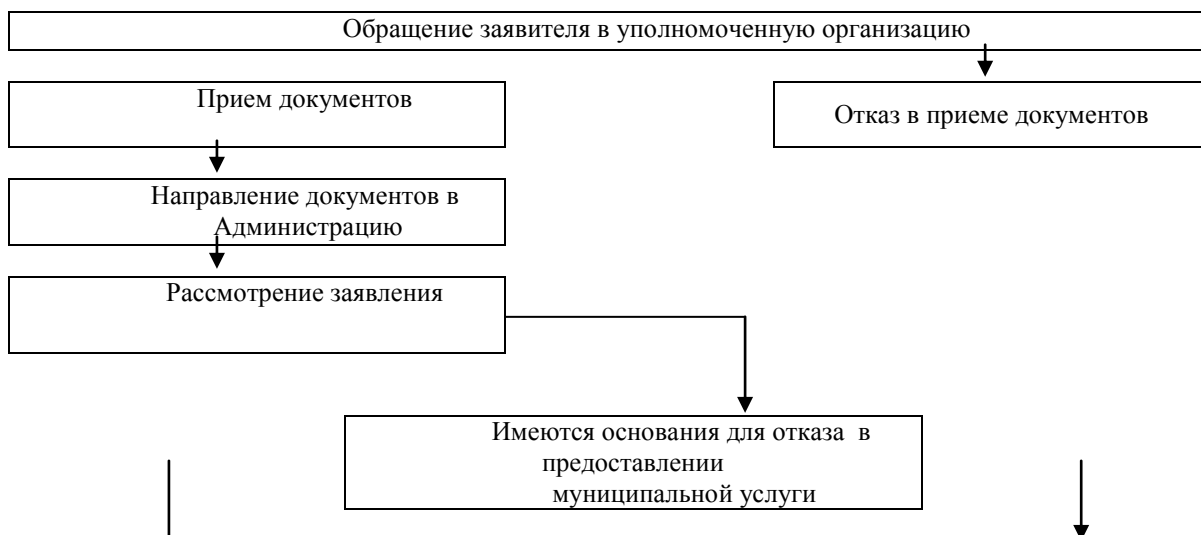 Обращение заявителя в уполномоченную организацию
Прием документов
Отказ в приеме документов
Направление документов в
Администрацию
Рассмотрение заявления
Имеются основания для отказа в
предоставлении
муниципальной услуги